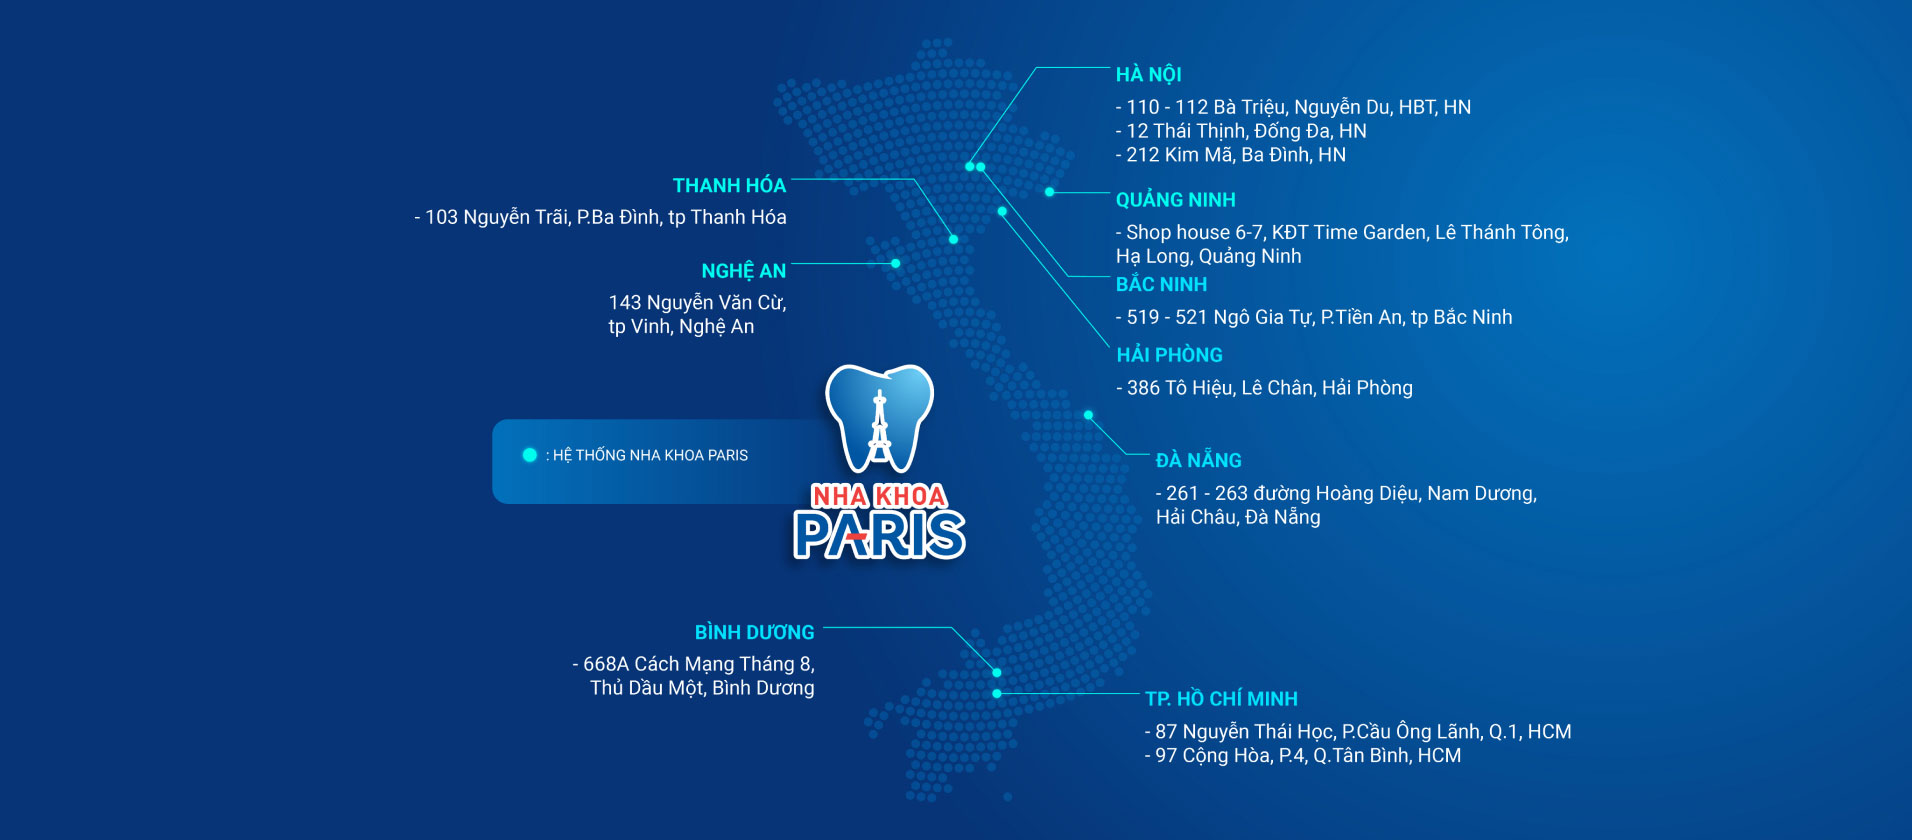 HÀ NỘI
- 110 - 112 Bà Triệu, Nguyễn Du, HBT, HN
- 12 Thái Thịnh, Đống Đa, HN
- 212 Kim Mã, Ba Đình, HN
THANH HÓA
- 103 Nguyễn Trãi, P.Ba Đình, tp Thanh Hóa
QUẢNG NINH
- Shop house 6-7, KĐT Time Garden, Lê Thánh Tông,
Hạ Long, Quảng Ninh
NGHỆ AN
143 Nguyễn Văn Cừ,
tp Vinh, Nghệ An
BẮC NINH
- 519 - 521 Ngô Gia Tự, P.Tiền An, tp Bắc Ninh
HẢI PHÒNG
- 386 Tô Hiệu, Lê Chân, Hải Phòng
: HỆ THỐNG NHA KHOA PARIS
NHA KHOA
PARIS
ĐÀ NẴNG
- 261 - 263 đường Hoàng Diệu, Nam Dương,
Hải Châu, Đà Nẵng
BÌNH DƯƠNG
- 668A Cách Mạng Tháng 8,
Thủ Dầu Một, Bình Dương
TP. HỒ CHÍ MINH
- 87 Nguyễn Thái Học, P.Cầu Ông Lãnh, Q.1, HCM
- 97 Cộng Hòa, P.4, Q.Tân Bình, HCM